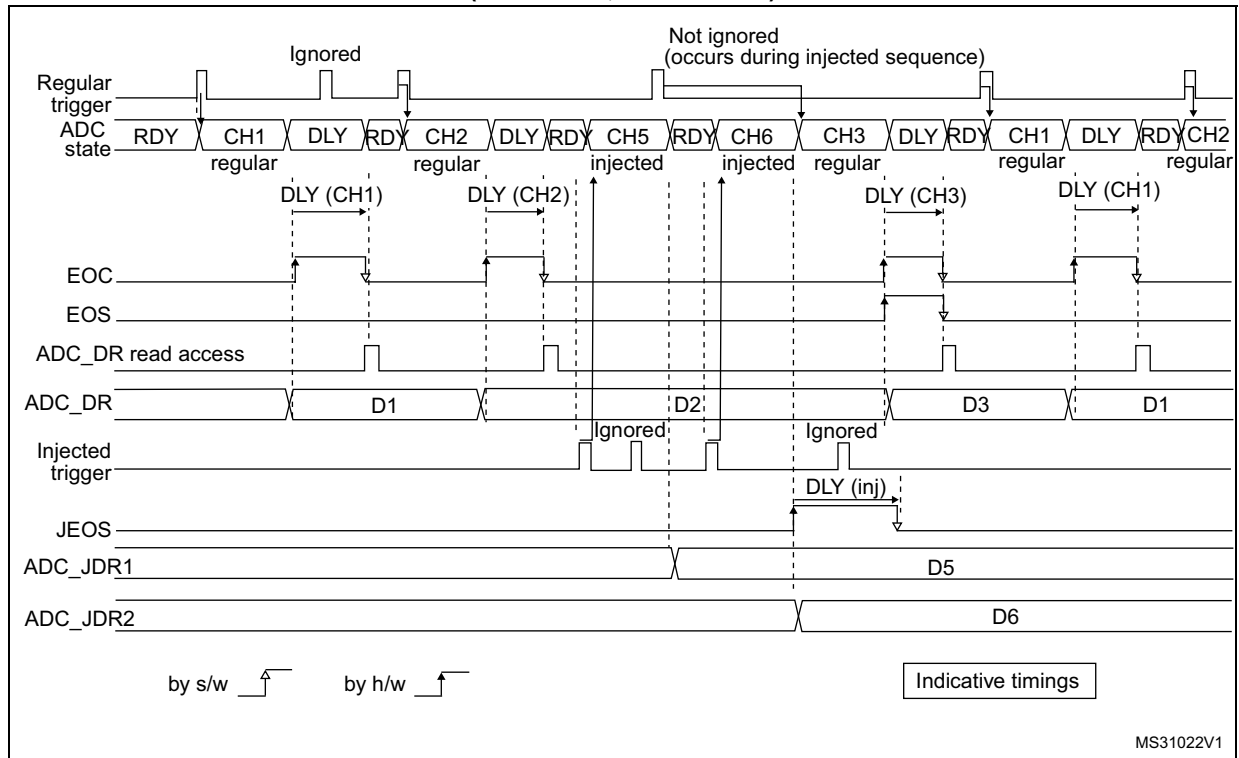 Ignored
Not ignored
(occurs during injected sequence)
Regular
trigger
ADC
state
RDY CH1 DLY RDY CH2 DLY RDY CH5 RDY CH6 CH3 DLY RDY CH1 DLY RDY CH2
regular regular injected injected regular regular regular
DLY (CH1) DLY (CH2) DLY (CH3) DLY (CH1)
EOC
EOS
ADC_DR read access
ADC_DR D1 D2 D3 D1
Ignored Ignored
Injected
trigger
DLY (inj)
JEOS
ADC_JDR1 D5
ADC_JDR2 D6
by s/w by h/w Indicative timings
MS31022V1